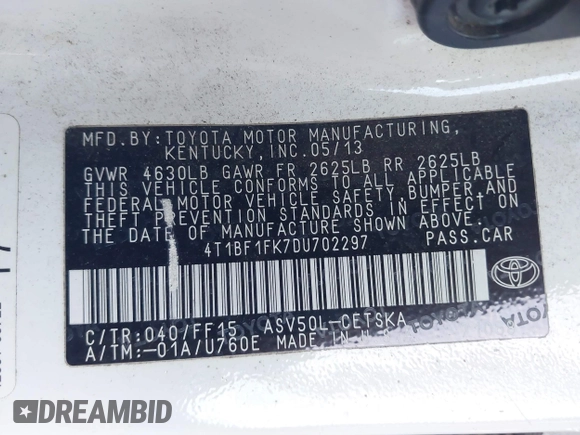 MFD.BY:TOYOTA MOTOR MANUFACTURING,
KENTUCKY,INC.05/13
GVWR 4630LB GAWR FR 2625LB RR 2625LB
THIS VEHICLE CONFORMS TO ALL APPLICABLE
FEDERAL MOTOR VEHICLE SAFETY,BUMPER,AND
THEFT PREVENTION STANDARDS IN EFFECT ON
THE DATE OF MANUFACTURE SHOWN ABOVE.
4T1BF1FK7DU702297 PASS.CAR
C/TR:040/FF15 ASV50L-CETSKA
A/TM:-01A/U760E MADE IN
TOYOTA
DREAMBID